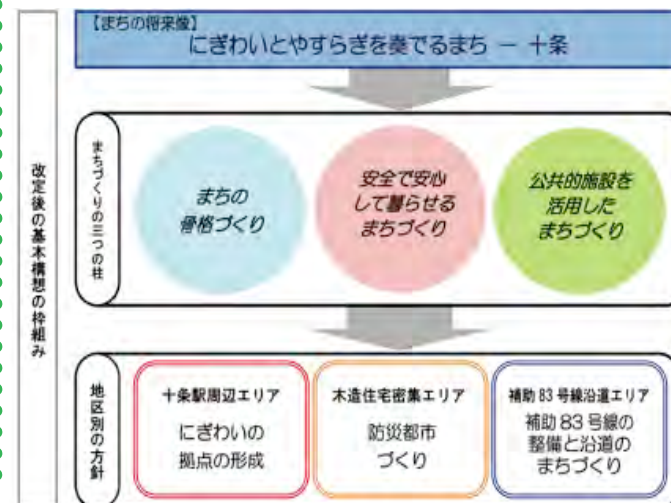 改定後の基本構想の枠組み
【まちの将来像】
にぎわいとやすらぎを奏でるまち － 十条
まちづくりの三つの柱
まちの
骨格づくり
安全で安心
して暮らせる
まちづくり
公共的施設を
活用した
まちづくり
地区別の方針
十条駅周辺エリア
にぎわいの
拠点の形成
木造住宅密集エリア
防災都市
づくり
補助83号線沿道エリア
補助83号線の
整備と沿道の
まちづくり